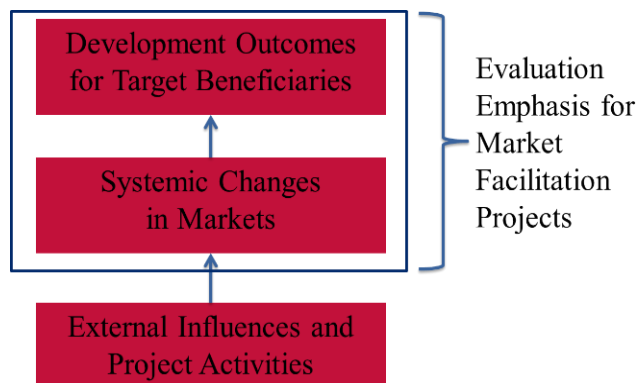 Development Outcomes
for Target Beneficiaries
Systemic Changes
in Markets
External Influences and
Project Activities
Evaluation
Emphasis for
Market
Facilitation
Projects